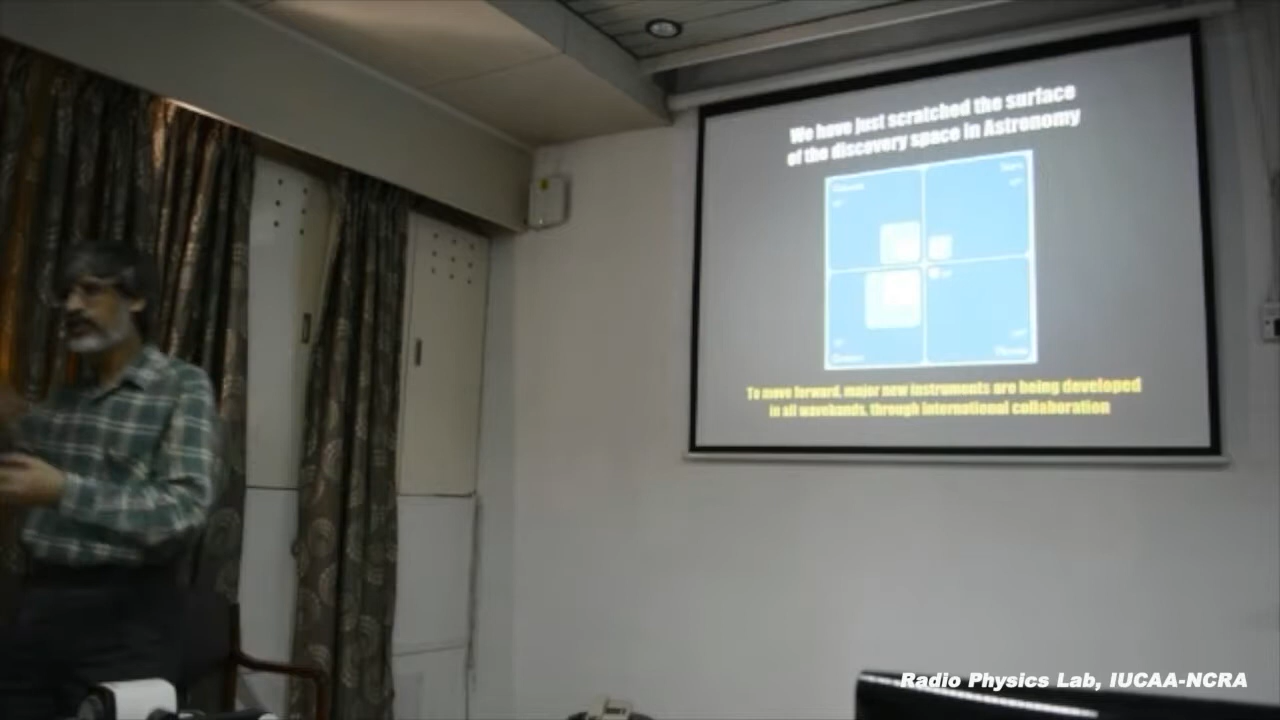 We have just scratched the surface
of the discovery space in Astronomy
To move forward, major new instruments are being developed
in all wavebands, through international collaboration
Radio Physics Lab, IUCAA-NCRA